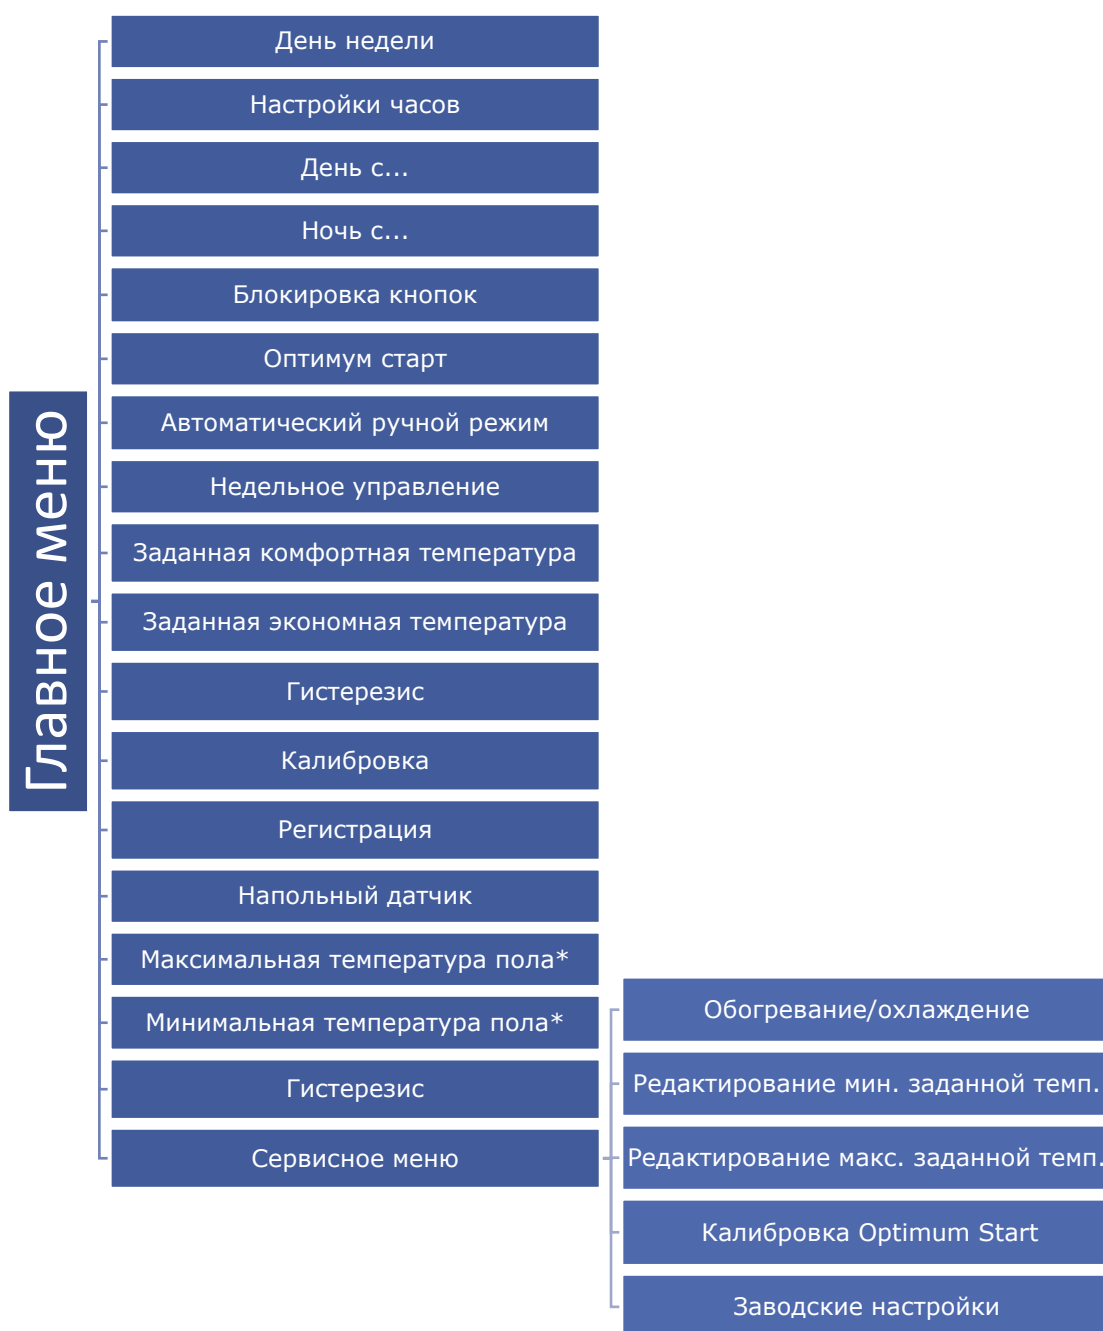 Главное меню
День недели
Настройки часов
День с...
Ночь с...
Блокировка кнопок
Оптимум старт
Автоматический ручной режим
Недельное управление
Заданная комфортная температура
Заданная экономная температура
Гистерезис
Калибровка
Регистрация
Напольный датчик
Максимальная температура пола*
Минимальная температура пола*
Гистерезис
Сервисное меню
Обогревание/охлаждение
Редактирование мин. заданной темп.
Редактирование макс. заданной темп.
Калибровка Optimum Start
Заводские настройки